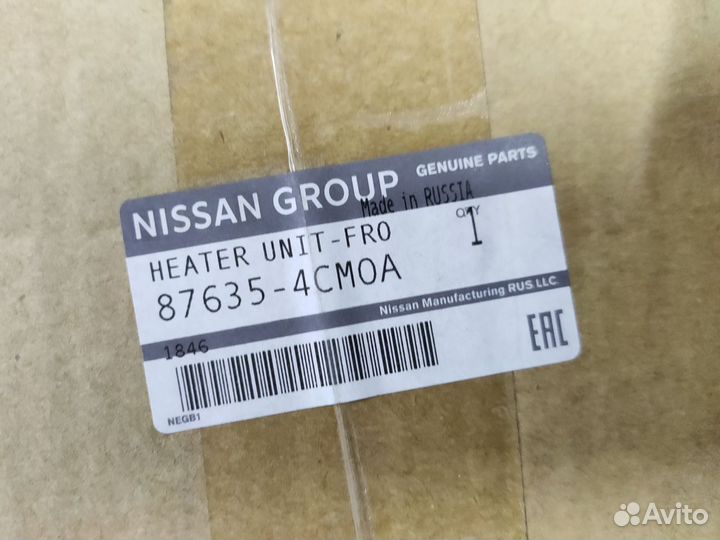 NISSAN GROUP GENUINE PARTS
Made in RUSSIA
HEATER UNIT-FRO QTY 1
87635-4CM0A
Nissan Manufacturing RUS LLC.
1846
EAC
NEGB1
Avito